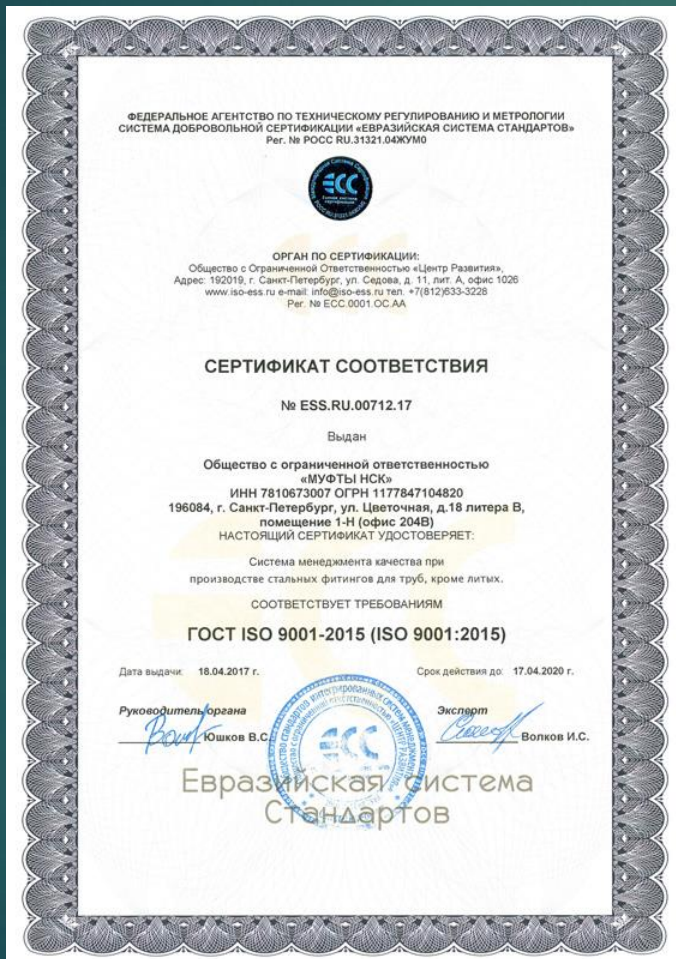 ФЕДЕРАЛЬНОЕ АГЕНТСТВО ПО ТЕХНИЧЕСКОМУ РЕГУЛИРОВАНИЮ И МЕТРОЛОГИИ
СИСТЕМА ДОБРОВОЛЬНОЙ СЕРТИФИКАЦИИ «ЕВРАЗИЙСКАЯ СИСТЕМА СТАНДАРТОВ»
Рег. № РОСС RU.31321.04ЖУМ0
ЕСС
ОРГАН ПО СЕРТИФИКАЦИИ:
Общество с Ограниченной Ответственностью «Центр Развития»,
Адрес: 192019, г. Санкт-Петербург, ул. Седова, д. 11, лит. А, офис 1026
www.iso-ess.ru e-mail: info@iso-ess.ru тел. +7(812)633-3228
Рег. № ЕСС.0001.ОС.АА
СЕРТИФИКАТ СООТВЕТСТВИЯ
№ ESS.RU.00712.17
Выдан
Общество с ограниченной ответственностью
«МУФТЫ НСК»
ИНН 7810673007 ОГРН 1177847104820
196084, г. Санкт-Петербург, ул. Цветочная, д.18 литера В,
помещение 1-Н (офис 204В)
НАСТОЯЩИЙ СЕРТИФИКАТ УДОСТОВЕРЯЕТ:
Система менеджмента качества при
производстве стальных фитингов для труб, кроме литых.
СООТВЕТСТВУЕТ ТРЕБОВАНИЯМ
ГОСТ ISO 9001-2015 (ISO 9001:2015)
Дата выдачи: 18.04.2017 г. Срок действия до: 17.04.2020 г.
Руководитель органа Эксперт
Юшков В.С. Волков И.С.
ЕСС
Евразийская система
Стандартов